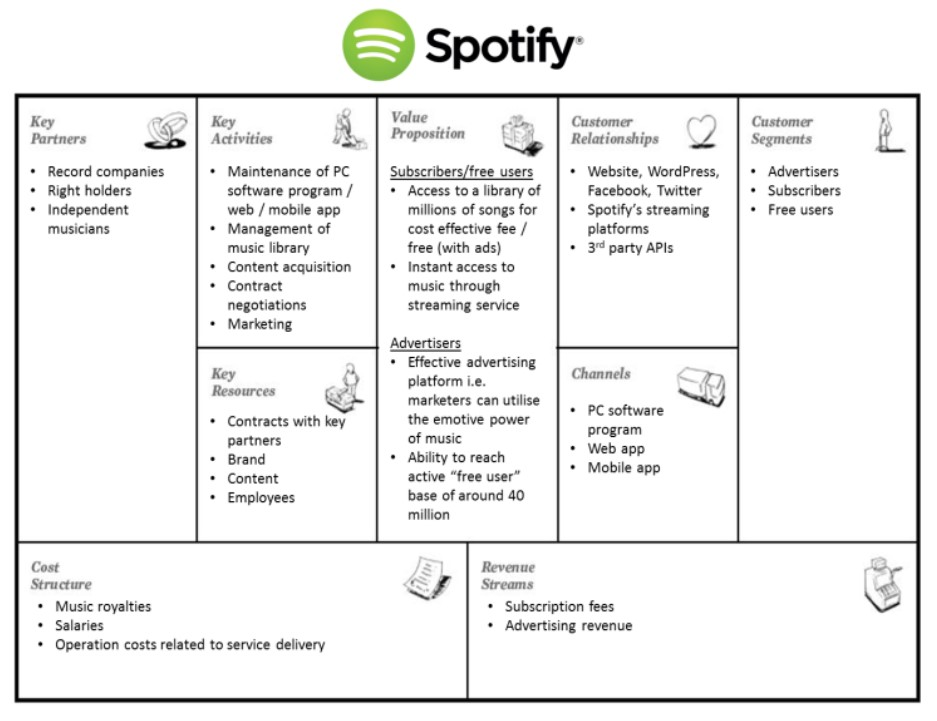 Spotify®
Key
Partners
• Record companies
• Right holders
• Independent
musicians
Key
Activities
• Maintenance of PC
software program /
web / mobile app
• Management of
music library
• Content acquisition
• Contract
negotiations
• Marketing
Key
Resources
• Contracts with key
partners
• Brand
• Content
• Employees
Value
Proposition
Subscribers/free users
• Access to a library of
millions of songs for
cost effective fee /
free (with ads)
• Instant access to
music through
streaming service
Advertisers
• Effective advertising
platform i.e.
marketers can utilise
the emotive power
of music
• Ability to reach
active “free user”
base of around 40
million
Customer
Relationships
• Website, WordPress,
Facebook, Twitter
• Spotify’s streaming
platforms
• 3rd party APIs
Channels
• PC software
program
• Web app
• Mobile app
Customer
Segments
• Advertisers
• Subscribers
• Free users
Cost
Structure
• Music royalties
• Salaries
• Operation costs related to service delivery
Revenue
Streams
• Subscription fees
• Advertising revenue